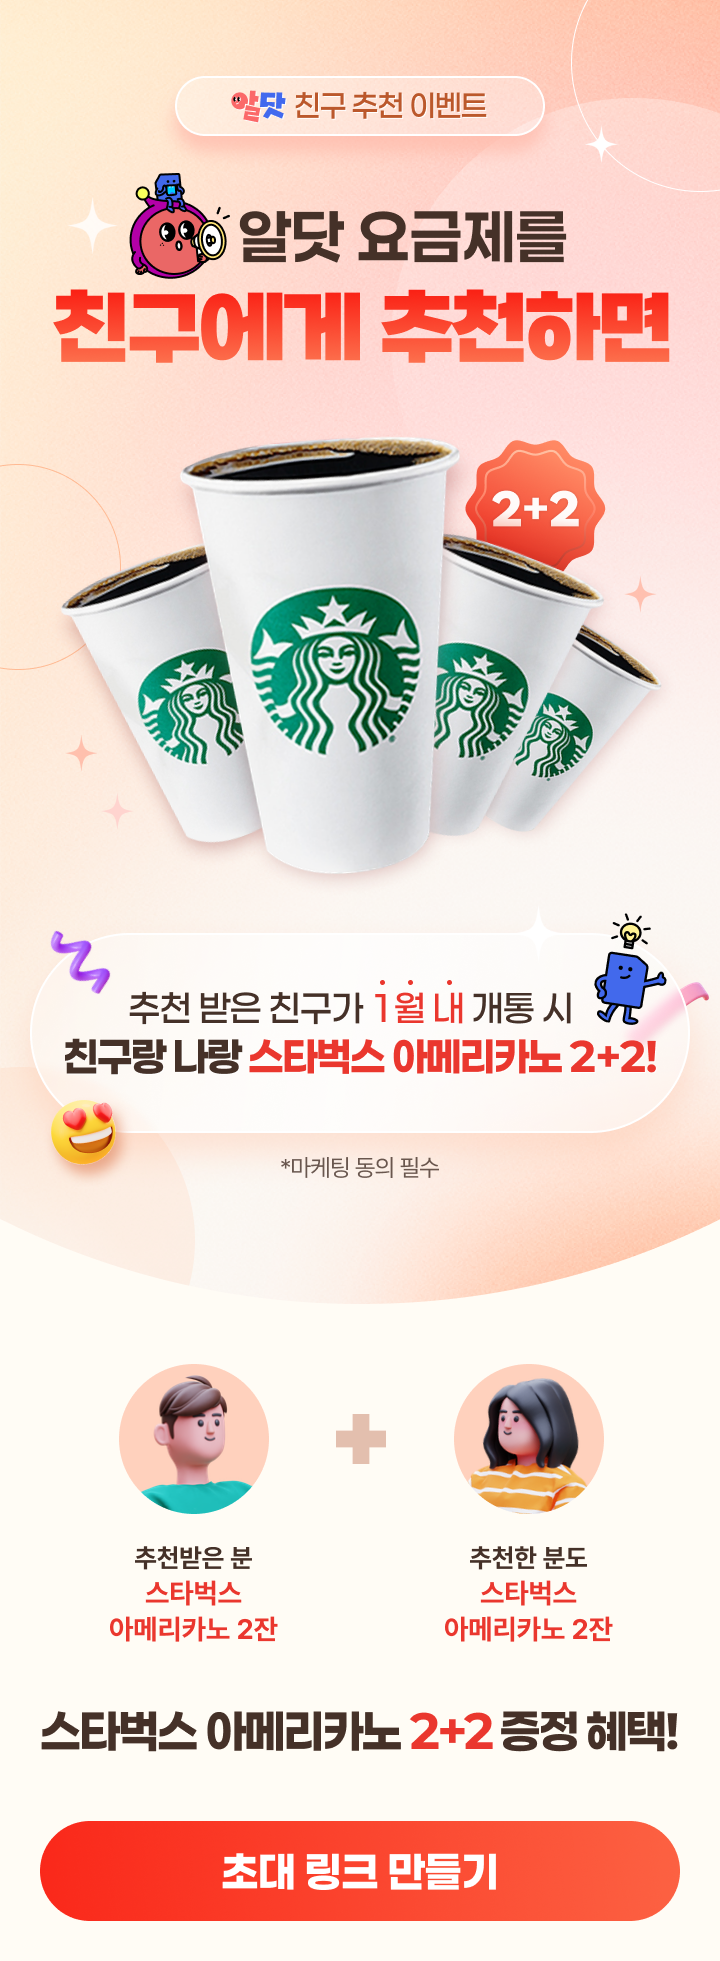 알닷 친구 추천 이벤트
알닷 요금제를
친구에게 추천하면
2+2
추천 받은 친구가 1월 내 개통 시
친구랑 나랑 스타벅스 아메리카노 2+2!
*마케팅 동의 필수
추천받은 분
스타벅스
아메리카노 2잔
추천한 분도
스타벅스
아메리카노 2잔
스타벅스 아메리카노 2+2 증정 혜택!
초대 링크 만들기